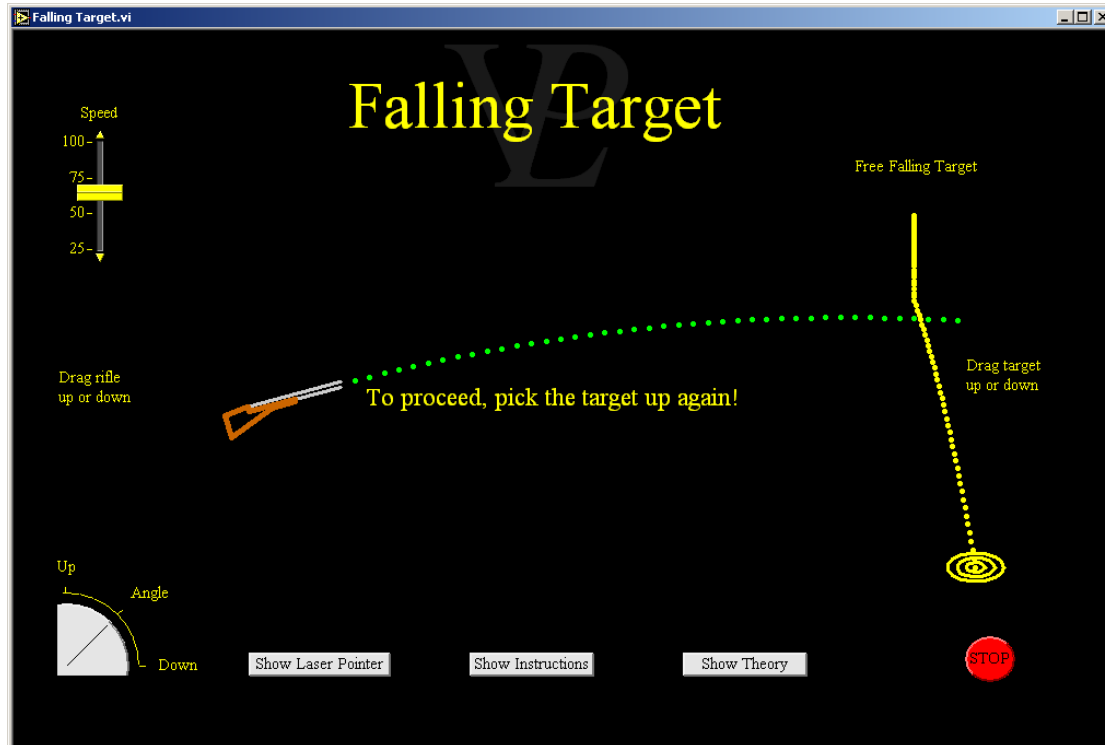 Falling Target.vi
VPL
Falling Target
Speed
100
75
50
25
Free Falling Target
Drag rifle
up or down
To proceed, pick the target up again!
Drag target
up or down
Up
Angle
Down
Show Laser Pointer
Show Instructions
Show Theory
STOP